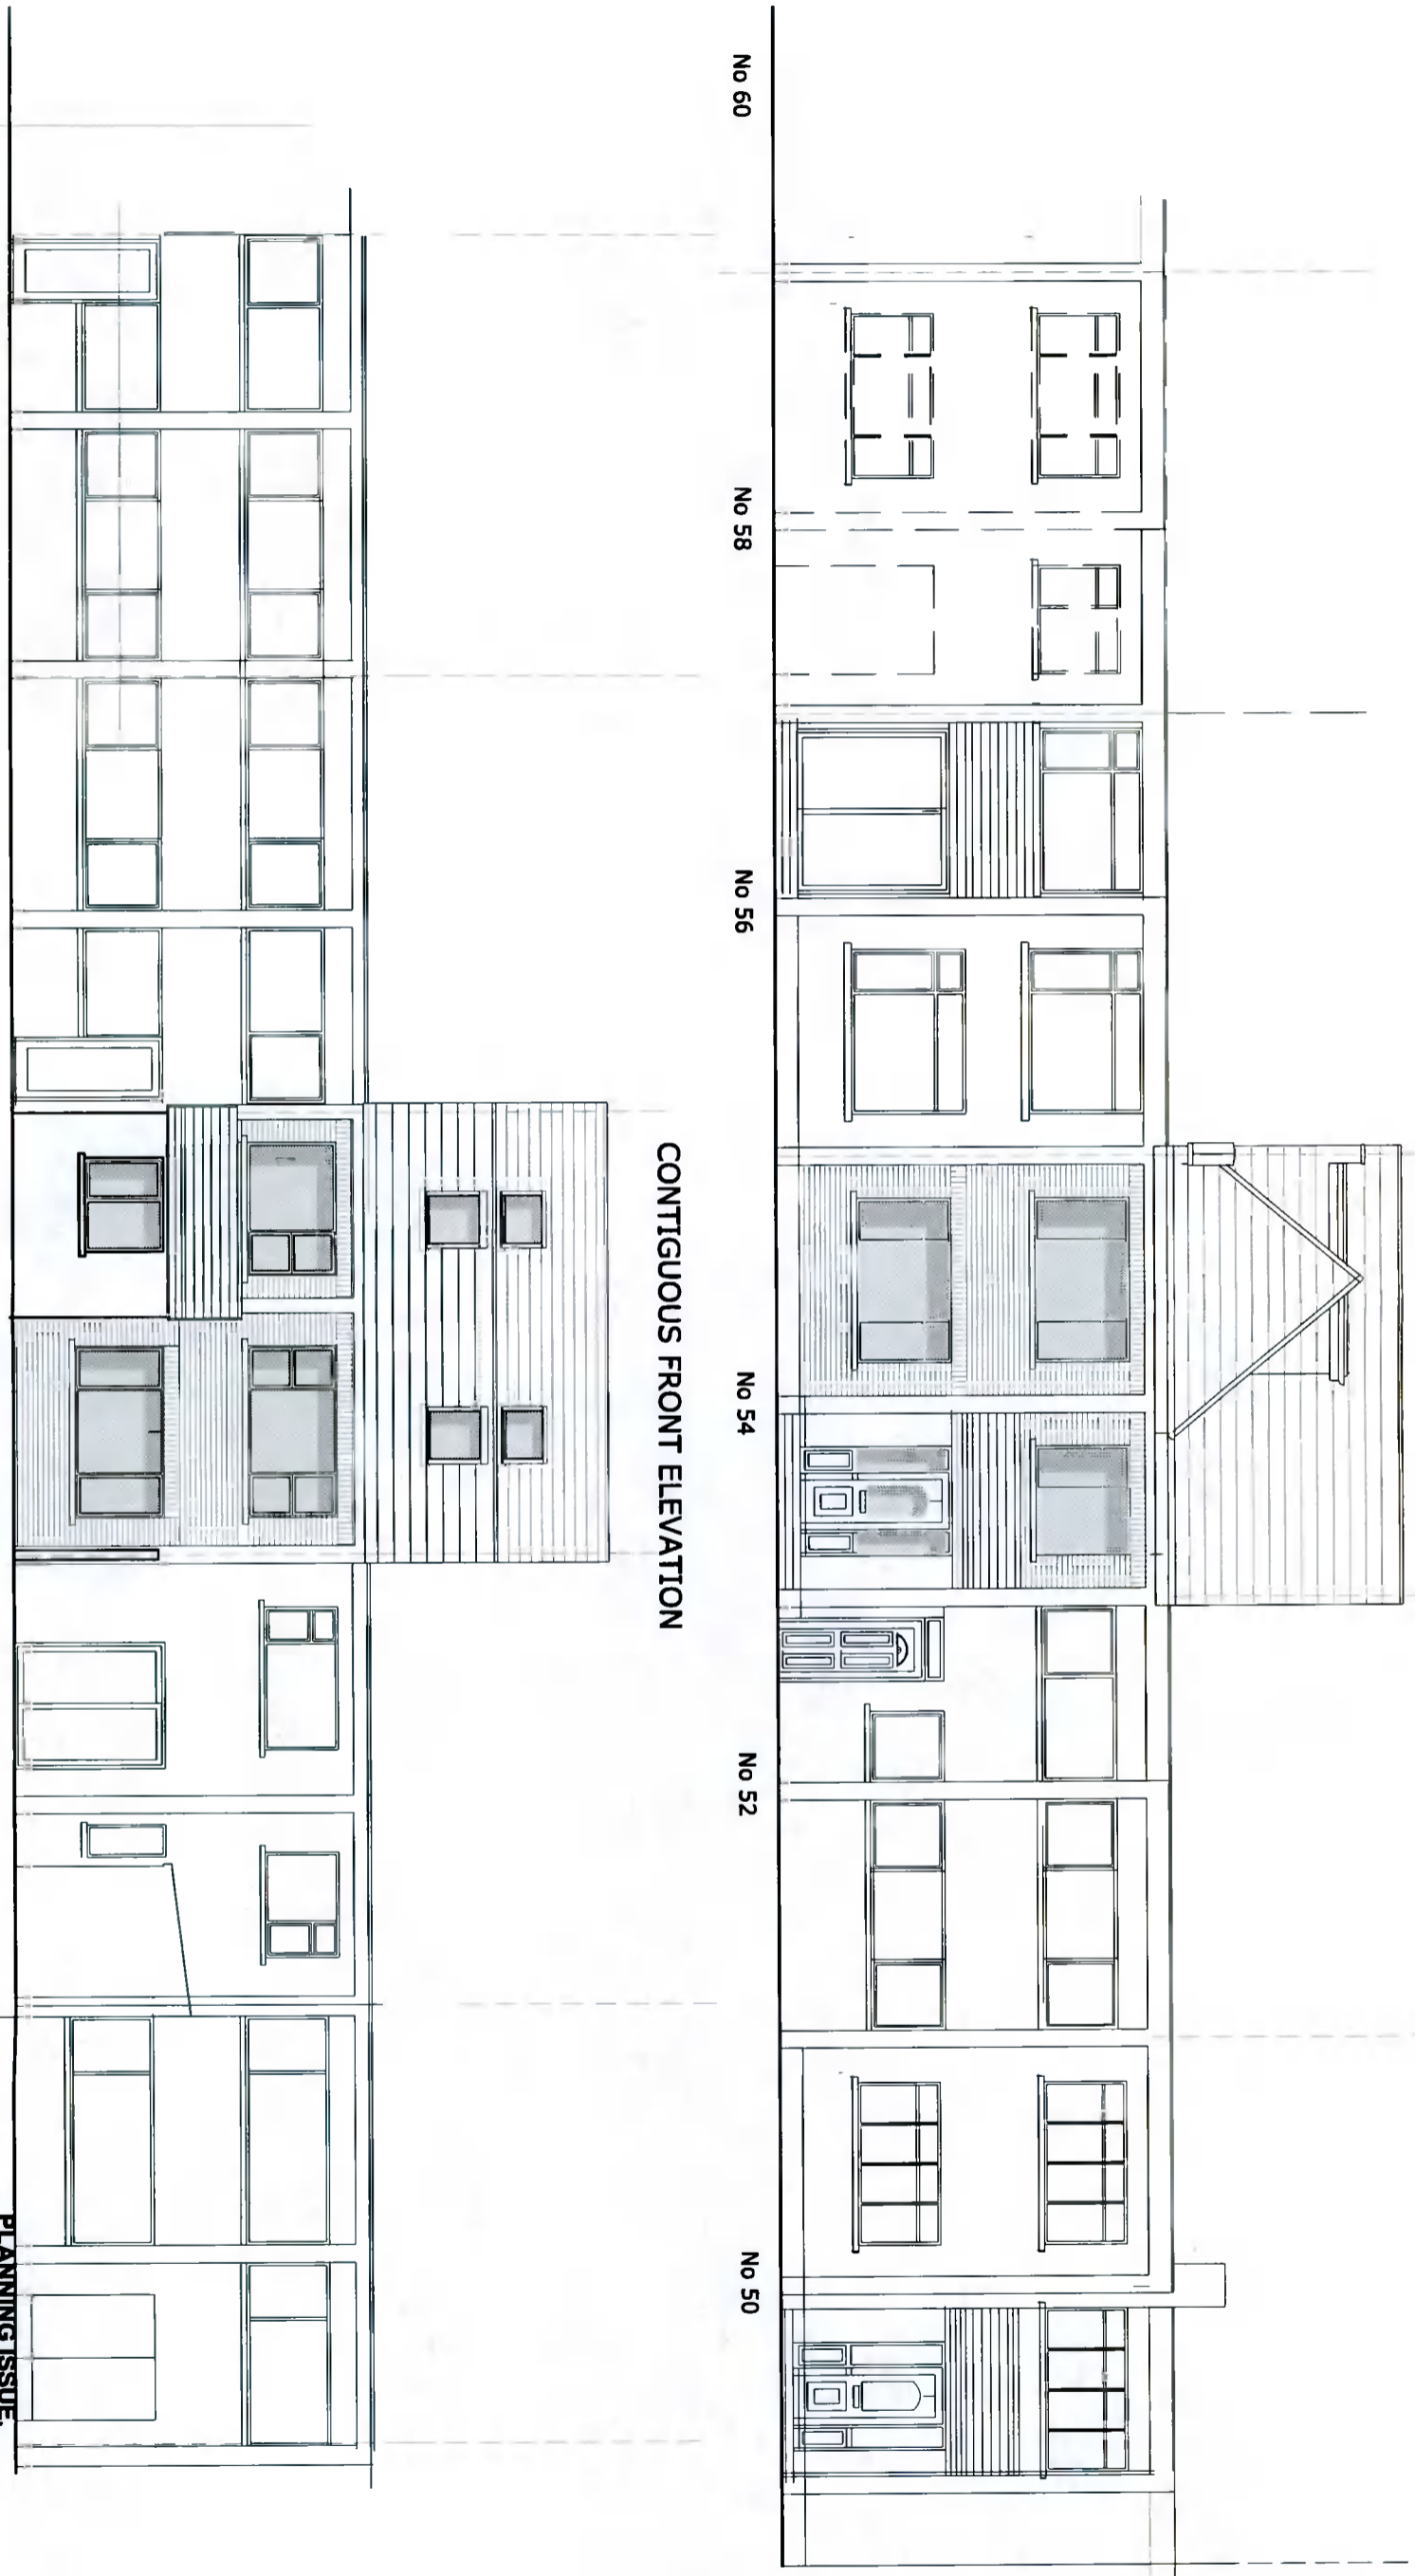 No 60
No 58
No 56
No 54
No 52
No 50
CONTIGUOUS FRONT ELEVATION
PLANNING ISSUE.